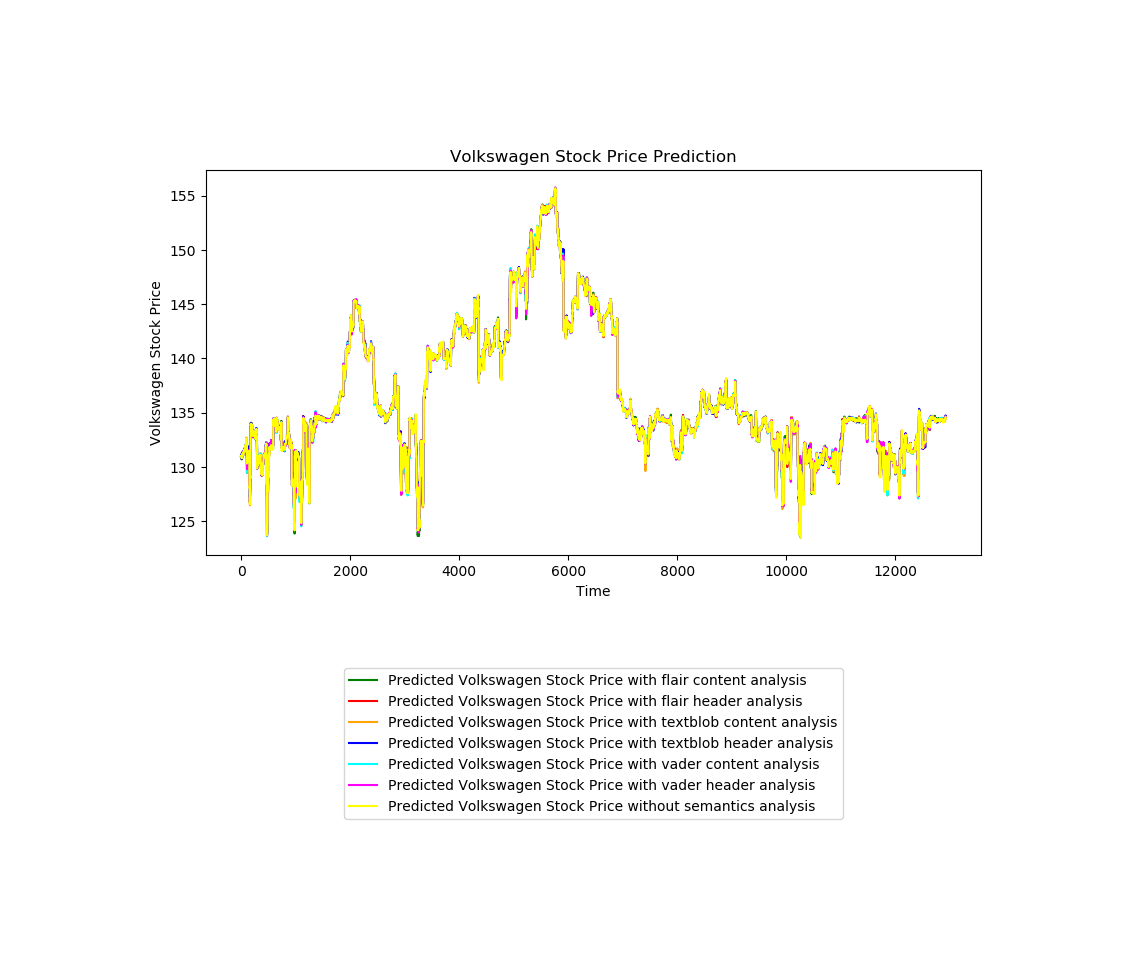 Volkswagen Stock Price Prediction
155
150
145
140
135
130
125
Volkswagen Stock Price
0 2000 4000 6000 8000 10000 12000
Time
Predicted Volkswagen Stock Price with flair content analysis
Predicted Volkswagen Stock Price with flair header analysis
Predicted Volkswagen Stock Price with textblob content analysis
Predicted Volkswagen Stock Price with textblob header analysis
Predicted Volkswagen Stock Price with vader content analysis
Predicted Volkswagen Stock Price with vader header analysis
Predicted Volkswagen Stock Price without semantics analysis